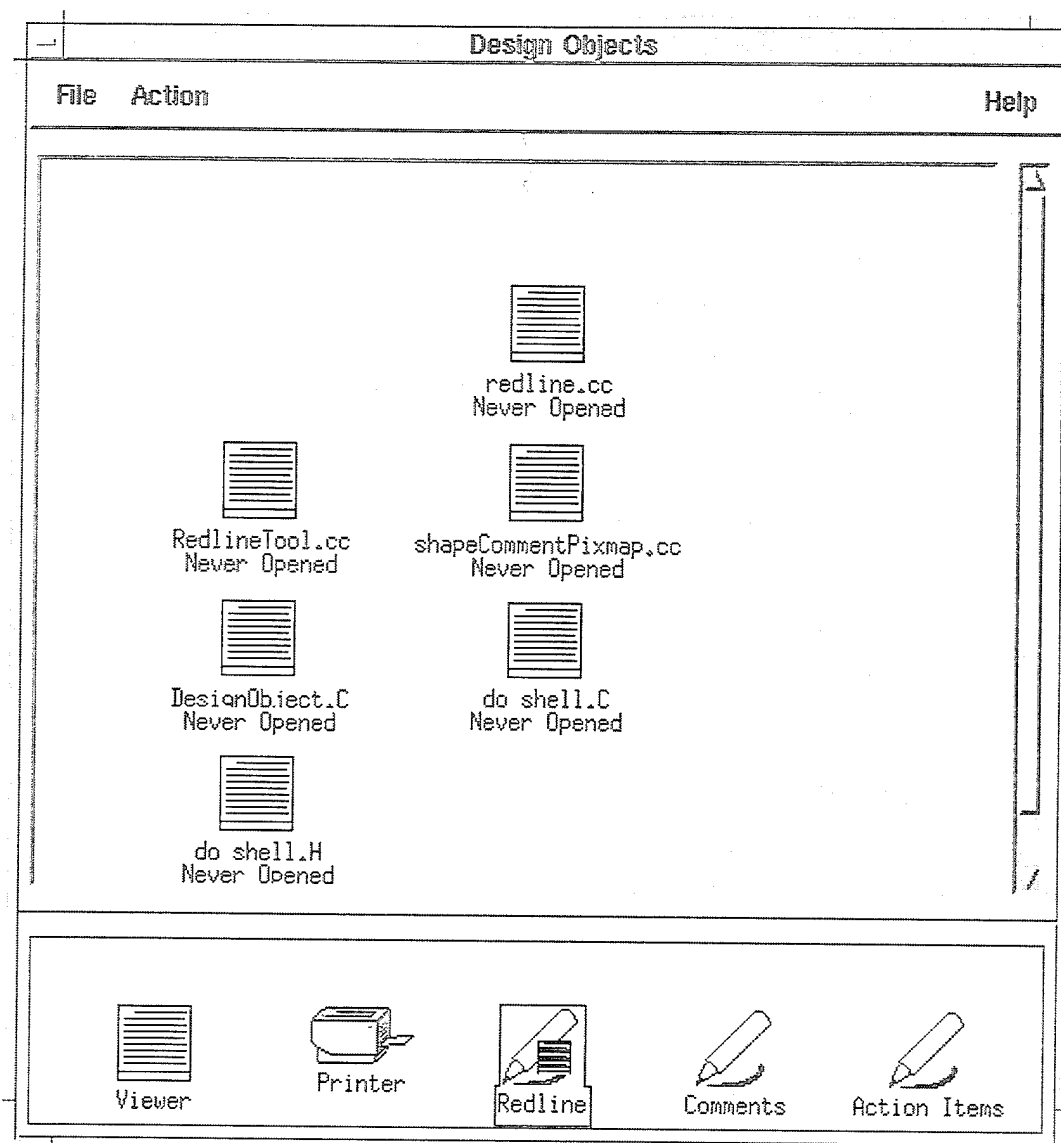 Design Objects
File Action Help
redline.cc
Never Opened
RedlineTool.cc
Never Opened
shapeCommentPixmap.cc
Never Opened
DesignObject.C
Never Opened
do shell.C
Never Opened
do shell.H
Never Opened
Viewer
Printer
Redline
Comments
Action Items